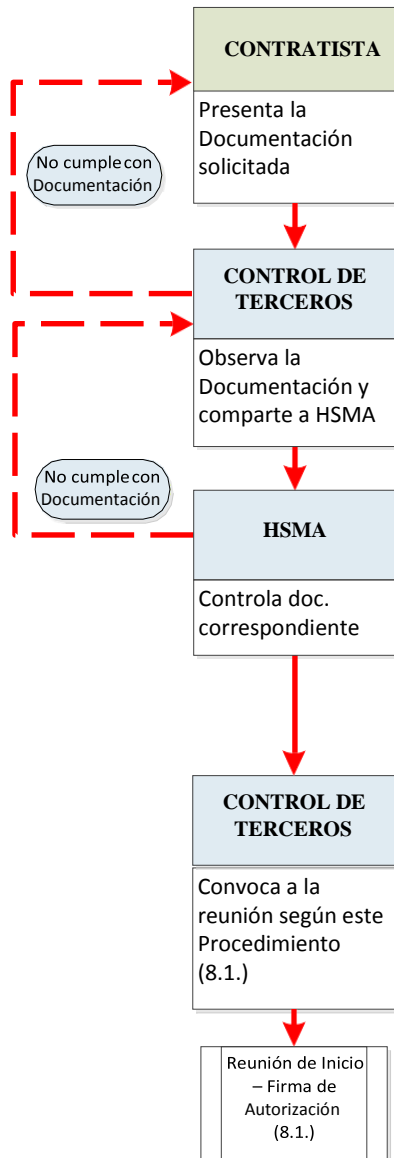 CONTRATISTA
Presenta la
Documentación
solicitada
No cumple con
Documentación
CONTROL DE
TERCEROS
Observa la
Documentación y
comparte a HSMA
No cumple con
Documentación
HSMA
Controla doc.
correspondiente
CONTROL DE
TERCEROS
Convoca a la
reunión según este
Procedimiento
(8.1.)
Reunión de Inicio
– Firma de
Autorización
(8.1.)